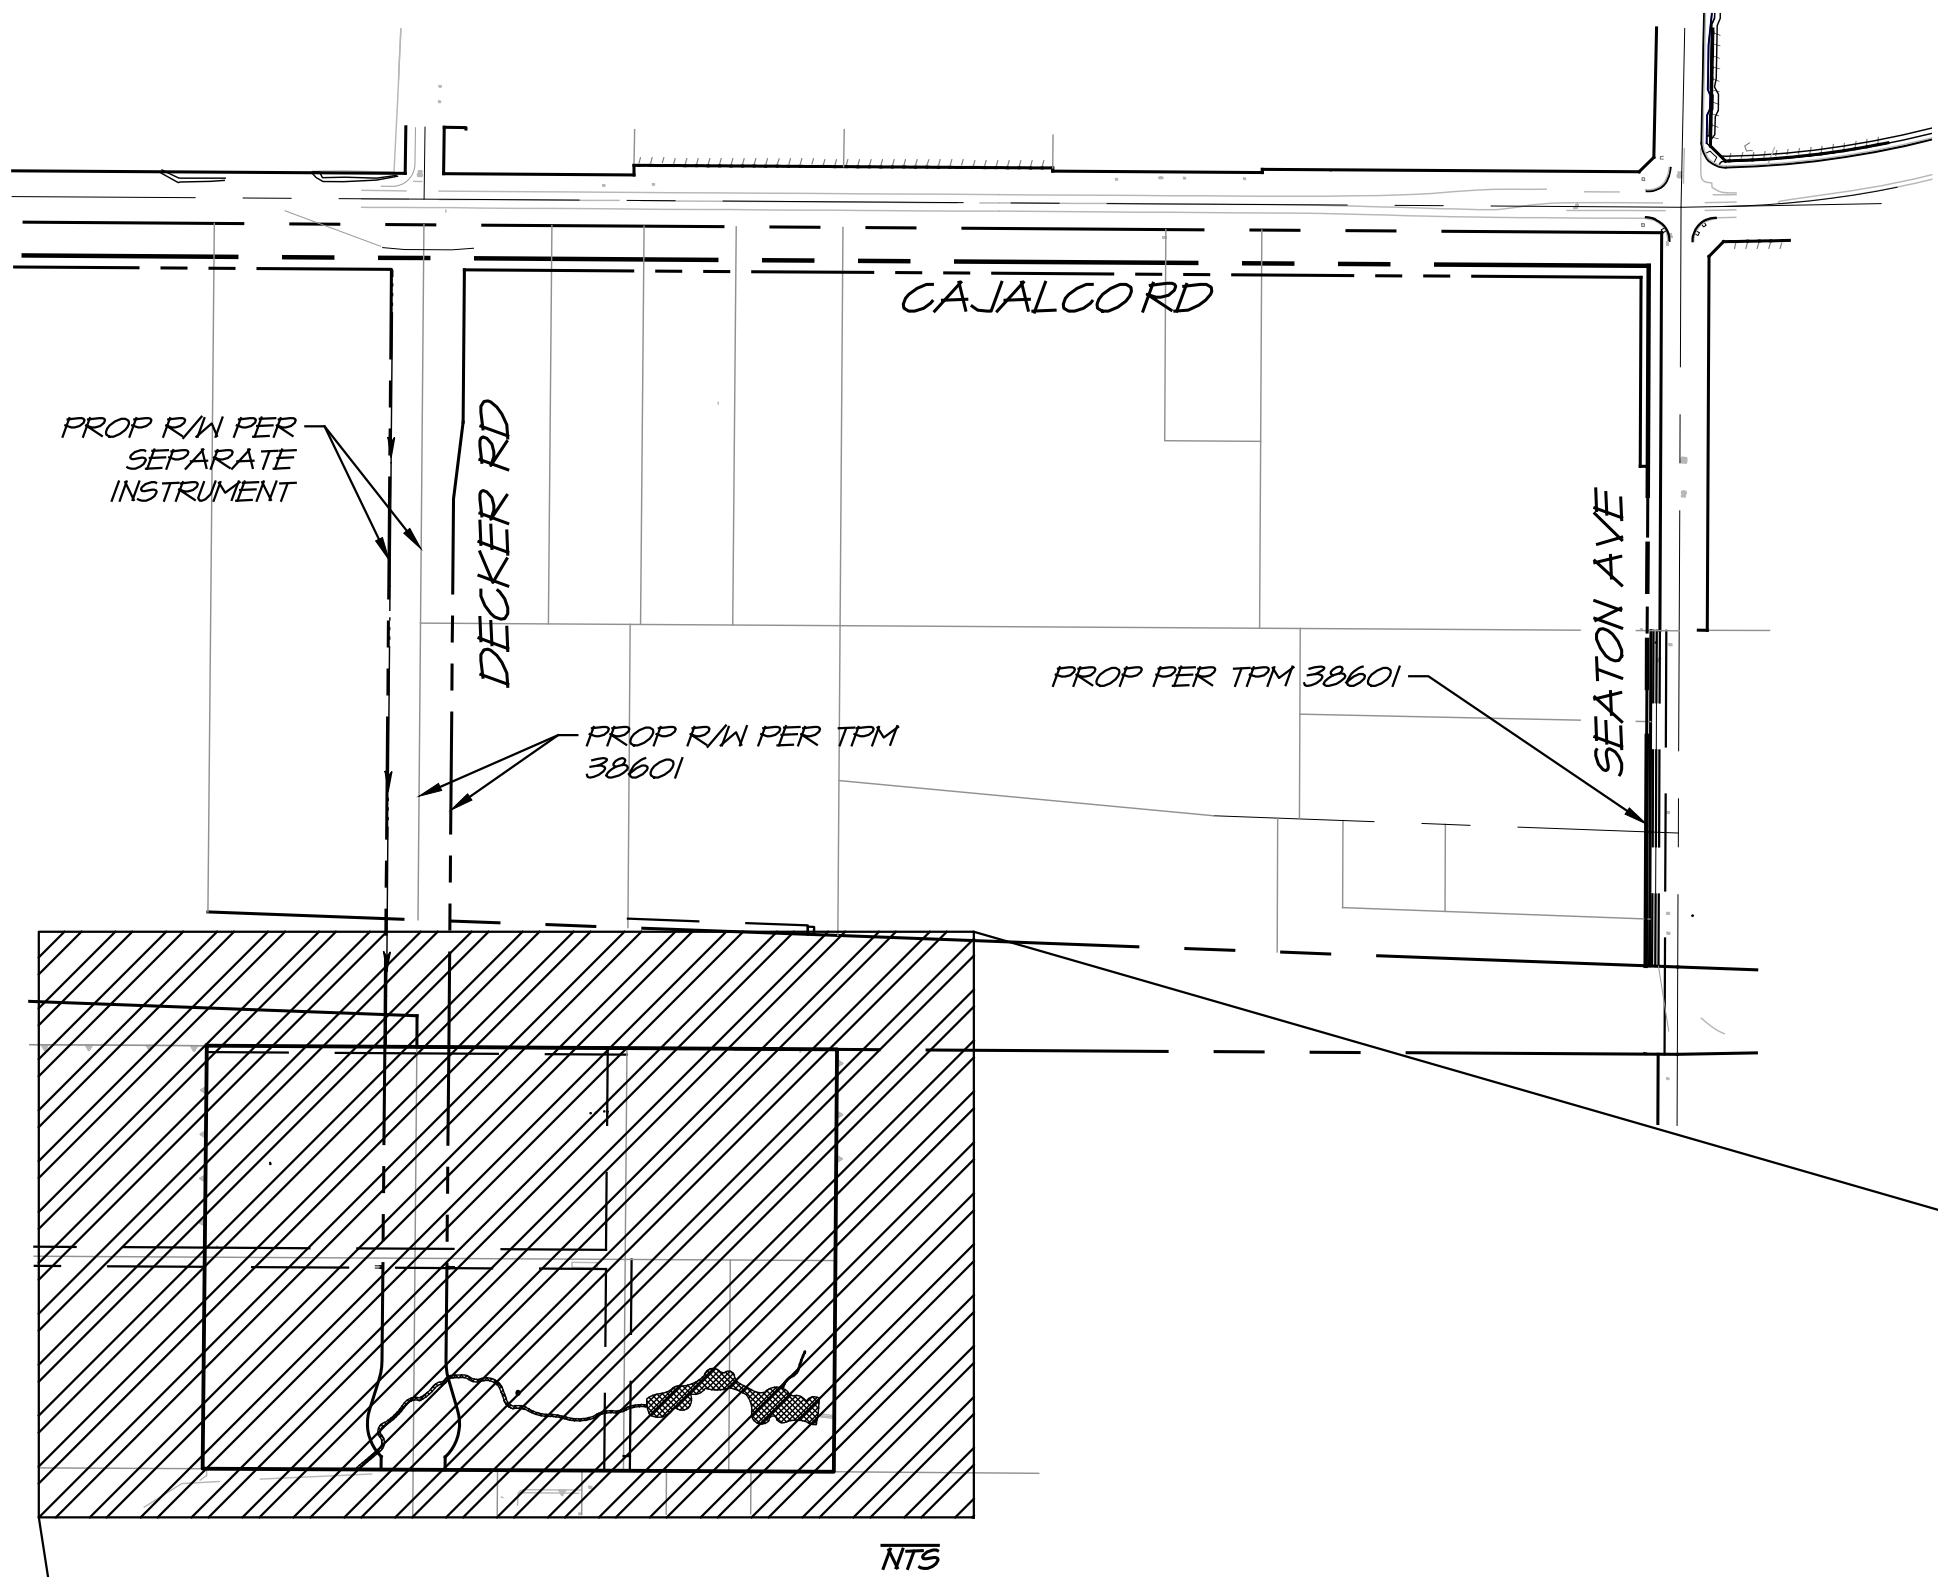 CAJALCO RD
PROP R/W PER
SEPARATE
INSTRUMENT
DECKER RD
SEATON AVE
PROP PER TPM 38601
PROP R/W PER TPM
38601
NTS